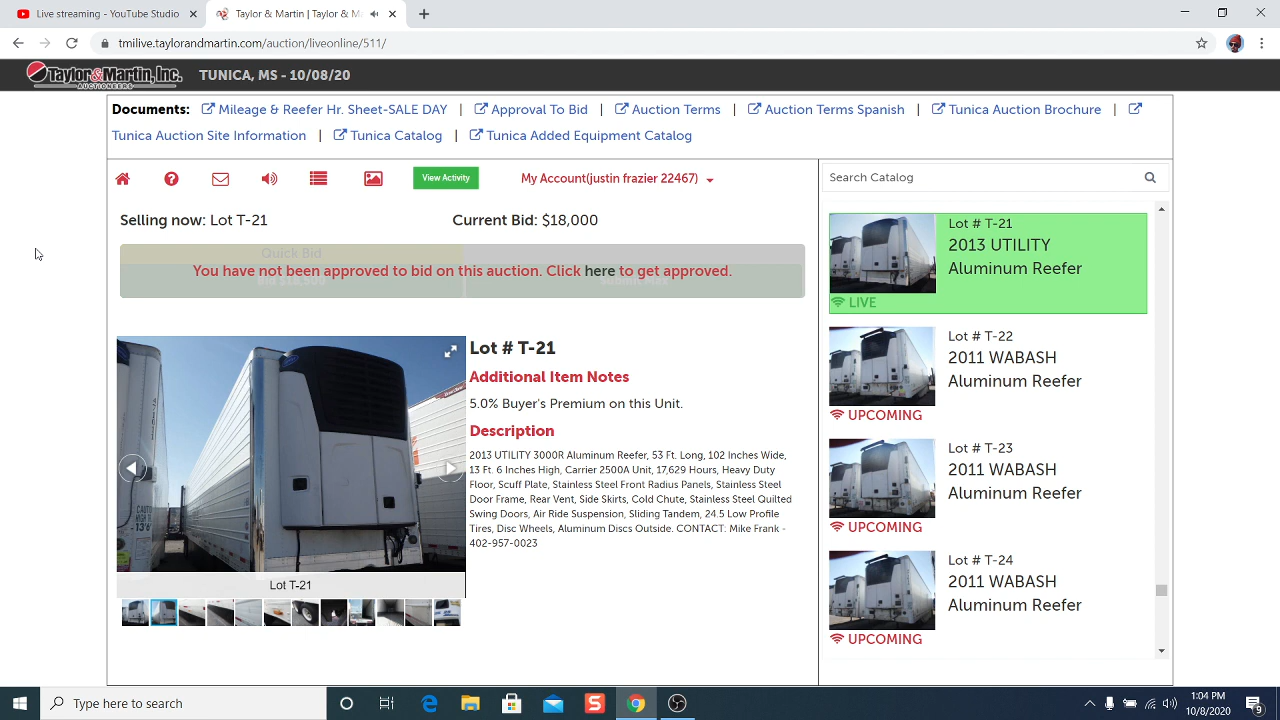 Live streaming - YouTube Studio
Taylor & Martin | Taylor & M
tmlive.taylorandmartin.com/auction/liveonline/511/
Taylor&Martin, Inc.
AUCTIONEERS
TUNICA, MS - 10/08/20
Documents: Mileage & Reefer Hr. Sheet-SALE DAY | Approval To Bid | Auction Terms | Auction Terms Spanish | Tunica Auction Brochure |
Tunica Auction Site Information | Tunica Catalog | Tunica Added Equipment Catalog
View Activity
My Account(justin frazier 22467)
Selling now: Lot T-21
Current Bid: $18,000
Quick Bid
You have not been approved to bid on this auction. Click here to get approved.
Bid $18,500
Submit Max
Lot T-21
Lot # T-21
Additional Item Notes
5.0% Buyer's Premium on this Unit.
Description
2013 UTILITY 3000R Aluminum Reefer, 53 Ft. Long, 102 Inches Wide,
13 Ft. 6 Inches High, Carrier 2500A Unit, 17,629 Hours, Heavy Duty
Floor, Scuff Plate, Stainless Steel Front Radius Panels, Stainless Steel
Door Frame, Rear Vent, Side Skirts, Cold Chute, Stainless Steel Quilted
Swing Doors, Air Ride Suspension, Sliding Tandem, 24.5 Low Profile
Tires, Disc Wheels, Aluminum Discs Outside. CONTACT: Mike Frank -
402-957-0023
Search Catalog
Lot # T-21
2013 UTILITY
Aluminum Reefer
LIVE
Lot # T-22
2011 WABASH
Aluminum Reefer
UPCOMING
Lot # T-23
2011 WABASH
Aluminum Reefer
UPCOMING
Lot # T-24
2011 WABASH
Aluminum Reefer
UPCOMING
Type here to search
1:04 PM
10/8/2020